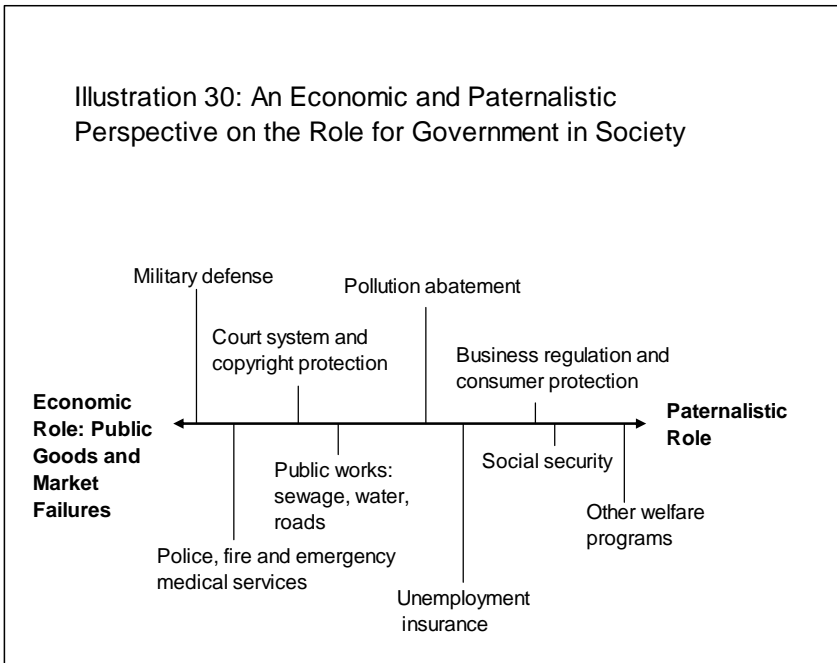 Illustration 30: An Economic and Paternalistic
Perspective on the Role for Government in Society
Military defense
Pollution abatement
Court system and
copyright protection
Business regulation and
consumer protection
Economic
Role: Public
Goods and
Market
Failures
Paternalistic
Role
Public works:
sewage, water,
roads
Social security
Other welfare
programs
Police, fire and emergency
medical services
Unemployment
insurance